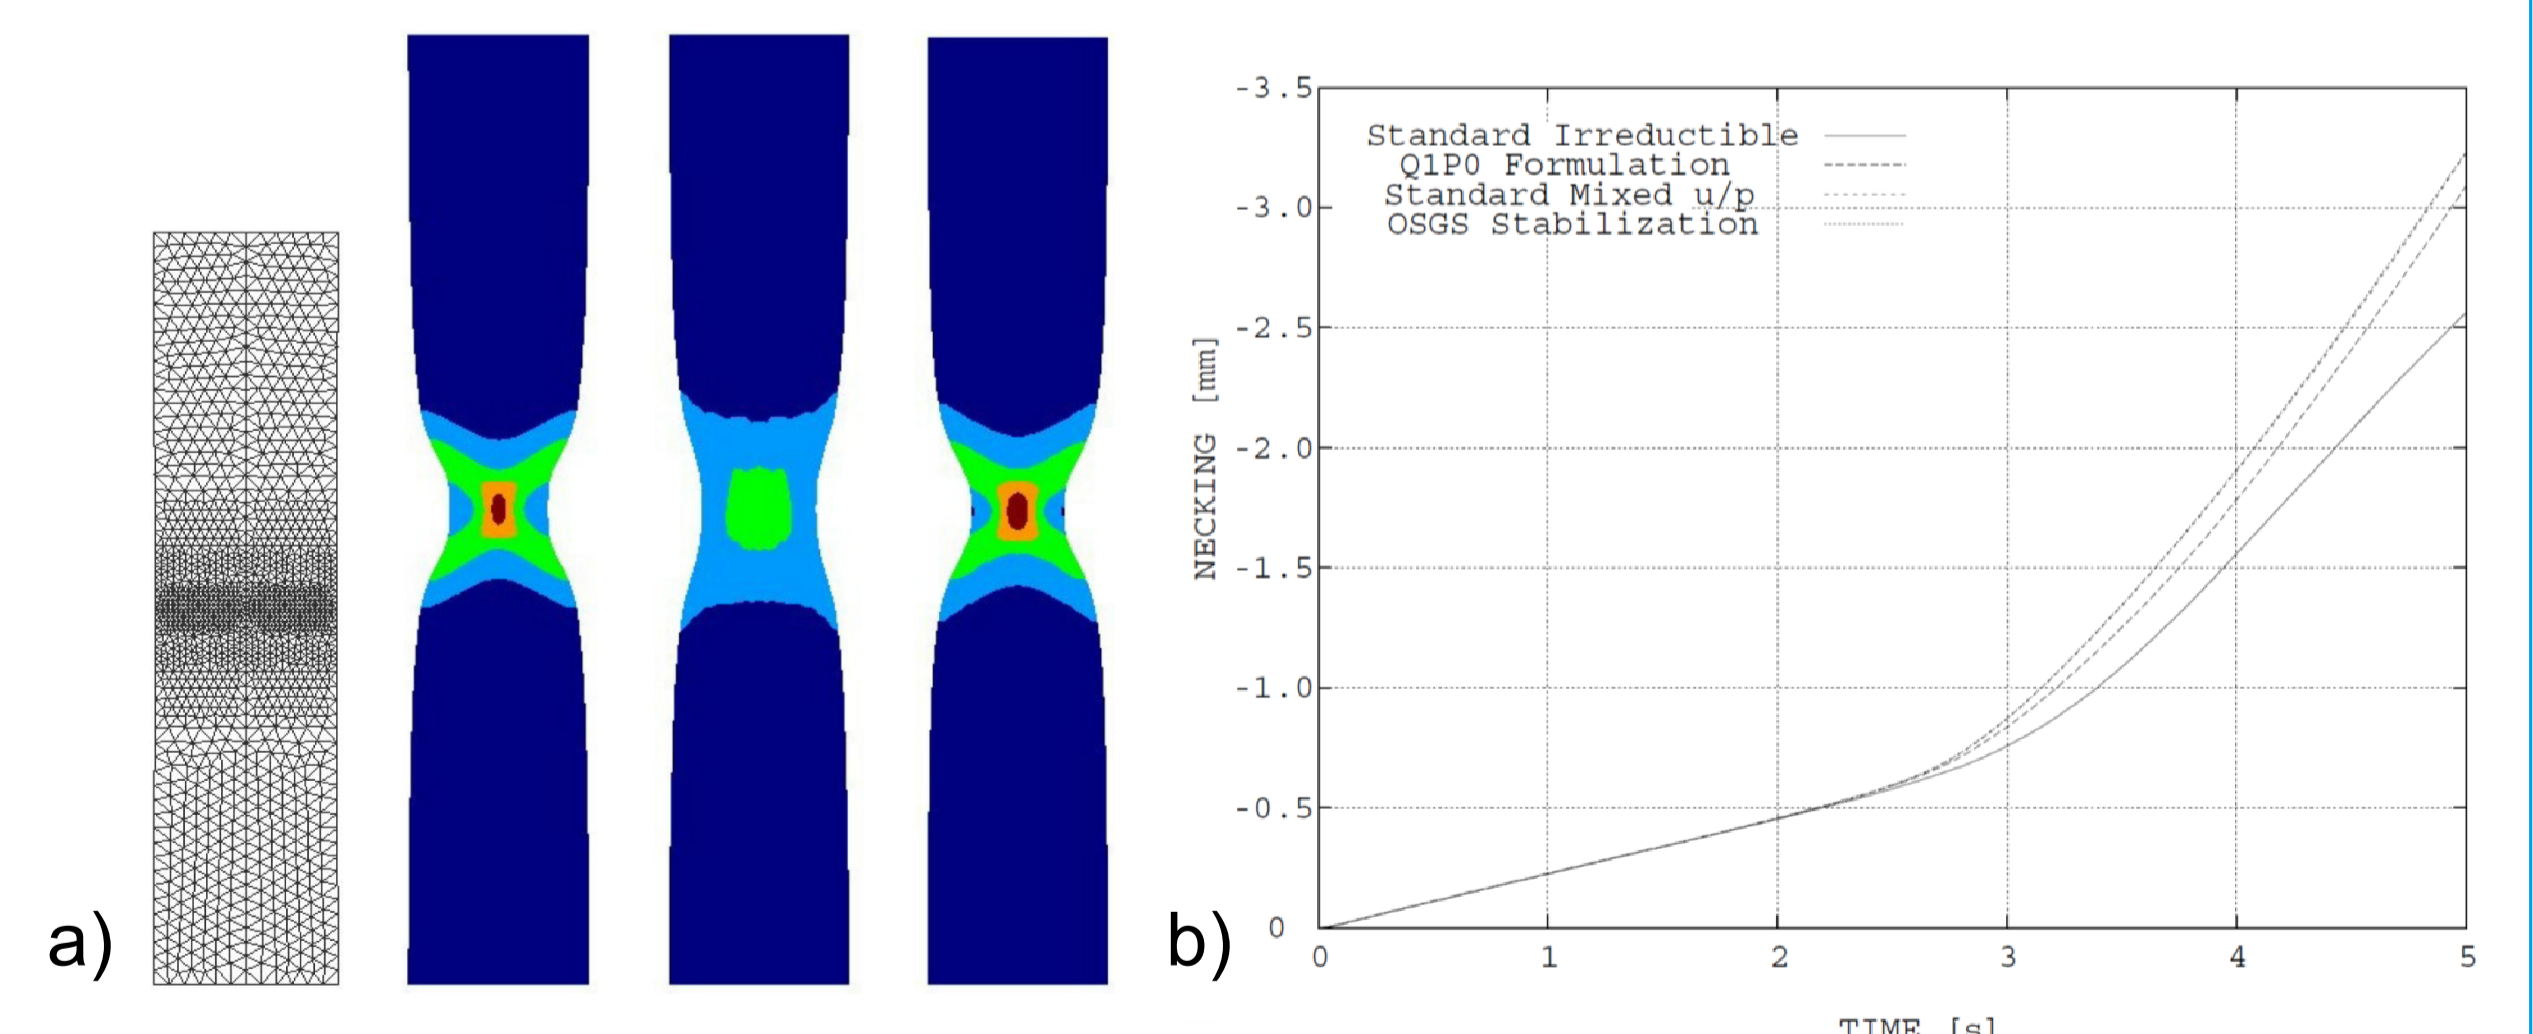 a)
b)
NECKING [mm]
-3.5
-3.0
-2.5
-2.0
-1.5
-1.0
-0.5
0
Standard Irreductible
Q1P0 Formulation
Standard Mixed u/p
OSGS Stabilization
0 1 2 3 4 5
TIME [s]